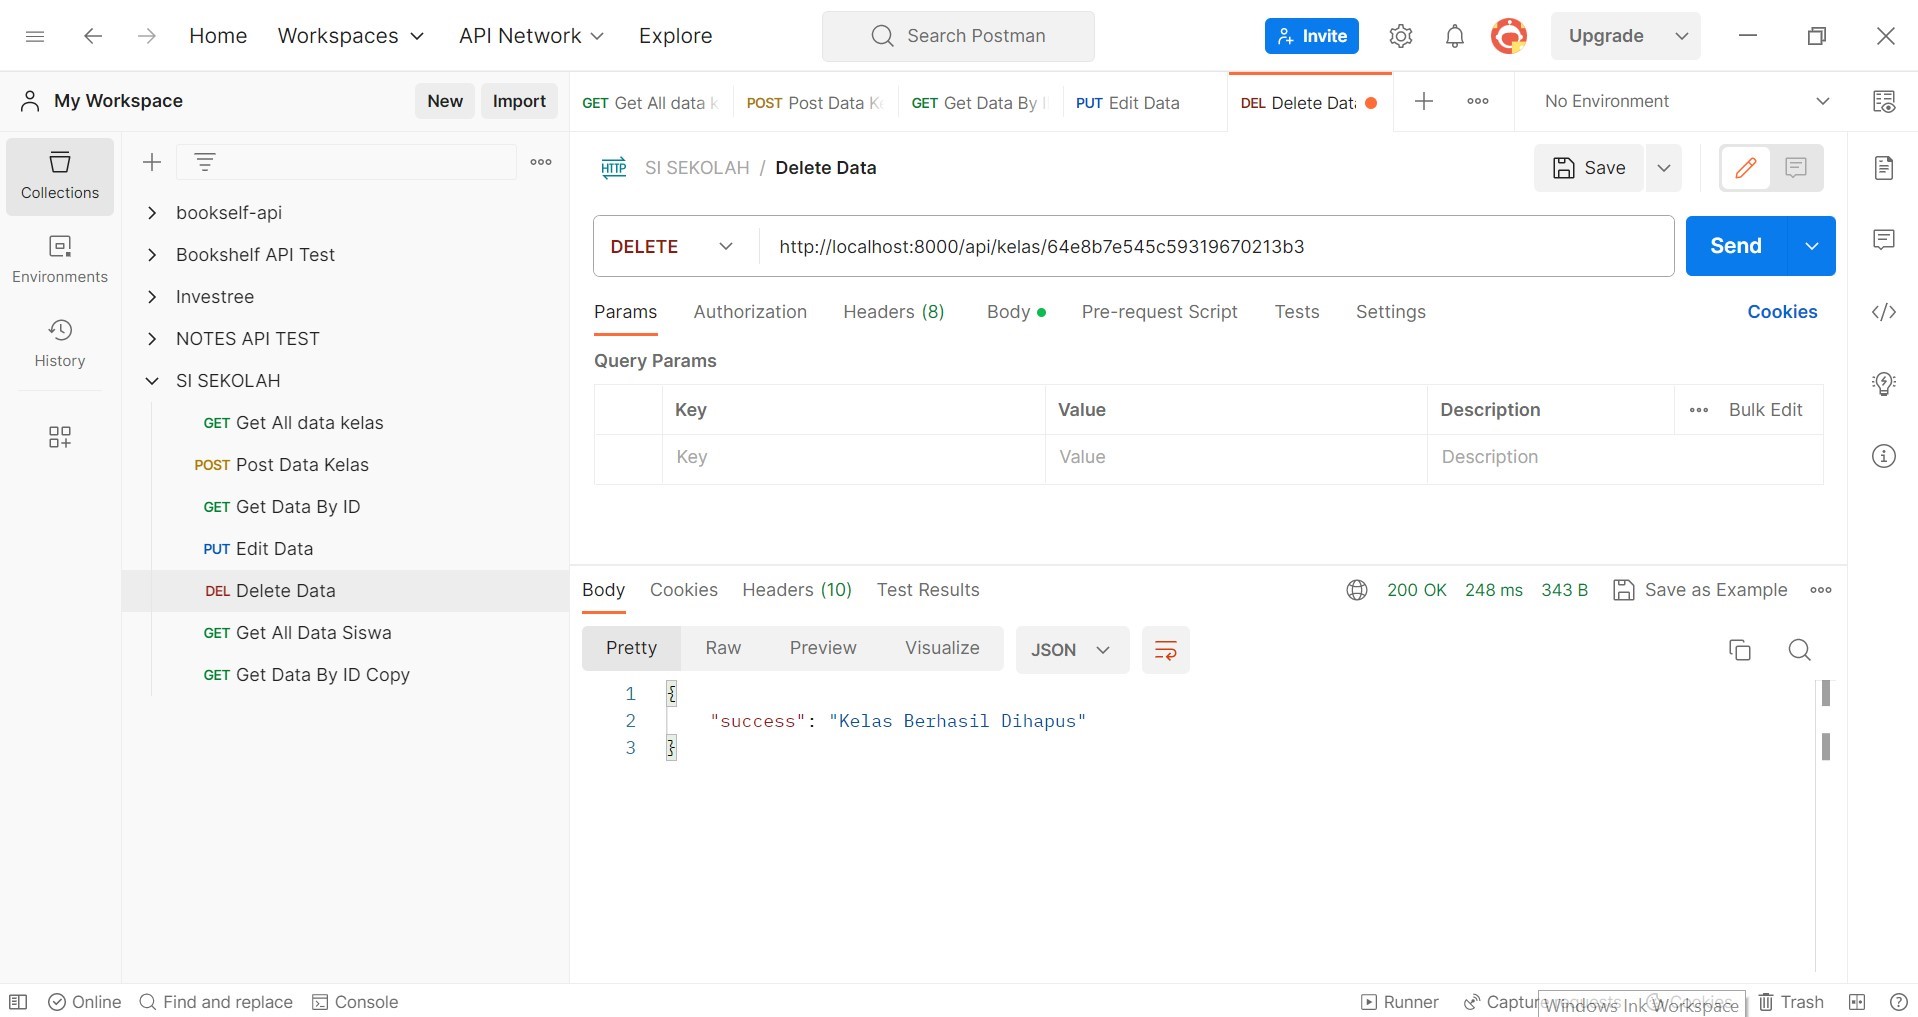 Home Workspaces API Network Explore Search Postman Invite Upgrade
My Workspace New Import
GET Get All data k POST Post Data Ke GET Get Data By I PUT Edit Data DEL Delete Data No Environment
Collections
Environments
History
bookself-api
Bookshelf API Test
Investree
NOTES API TEST
SI SEKOLAH
GET Get All data kelas
POST Post Data Kelas
GET Get Data By ID
PUT Edit Data
DEL Delete Data
GET Get All Data Siswa
GET Get Data By ID Copy
HTTP SI SEKOLAH / Delete Data Save
DELETE http://localhost:8000/api/kelas/64e8b7e545c59319670213b3 Send
Params Authorization Headers (8) Body Pre-request Script Tests Settings Cookies
Query Params
Key Value Description Bulk Edit
Key Value Description
Body Cookies Headers (10) Test Results 200 OK 248 ms 343 B Save as Example
Pretty Raw Preview Visualize JSON
1 {
2 "success": "Kelas Berhasil Dihapus"
3 }
Online Find and replace Console Runner Capture requests Cookies Trash
Windows Ink Workspace